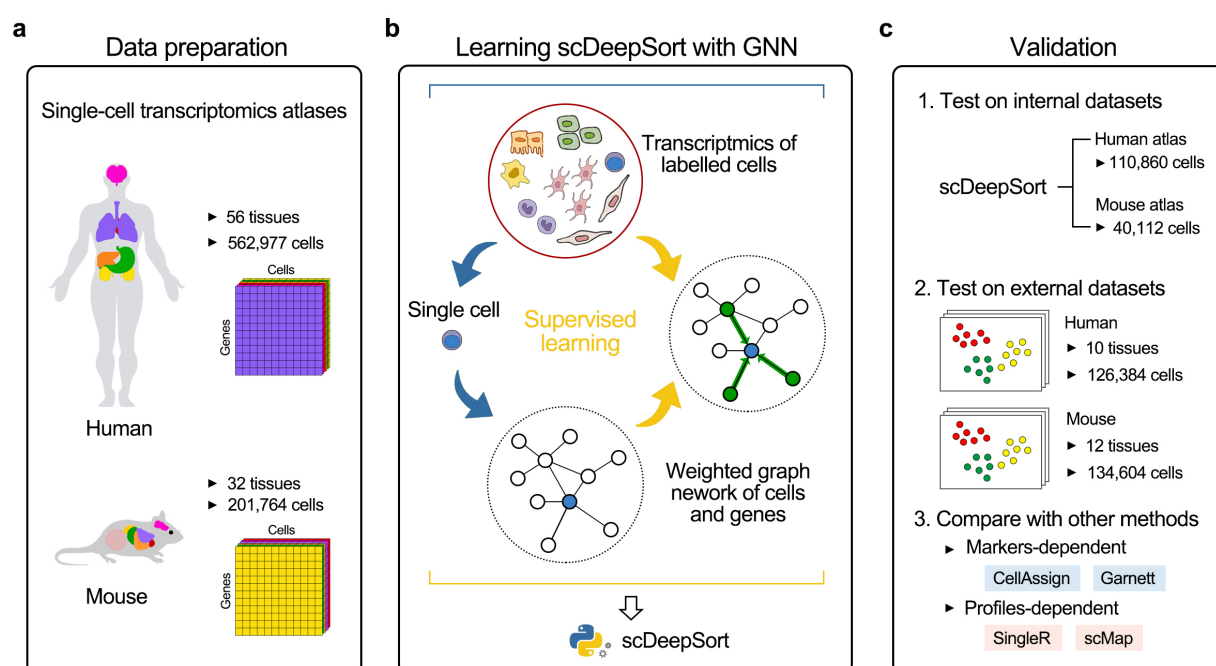 a
Data preparation
Single-cell transcriptomics atlases
► 56 tissues
► 562,977 cells
Cells
Genes
Human
► 32 tissues
► 201,764 cells
Cells
Genes
Mouse
b
Learning scDeepSort with GNN
Transcriptmics of
labelled cells
Single cell
Supervised
learning
Weighted graph
nework of cells
and genes
scDeepSort
c
Validation
1. Test on internal datasets
scDeepSort
Human atlas
► 110,860 cells
Mouse atlas
► 40,112 cells
2. Test on external datasets
Human
► 10 tissues
► 126,384 cells
Mouse
► 12 tissues
► 134,604 cells
3. Compare with other methods
► Markers-dependent
CellAssign Garnett
► Profiles-dependent
SingleR scMap